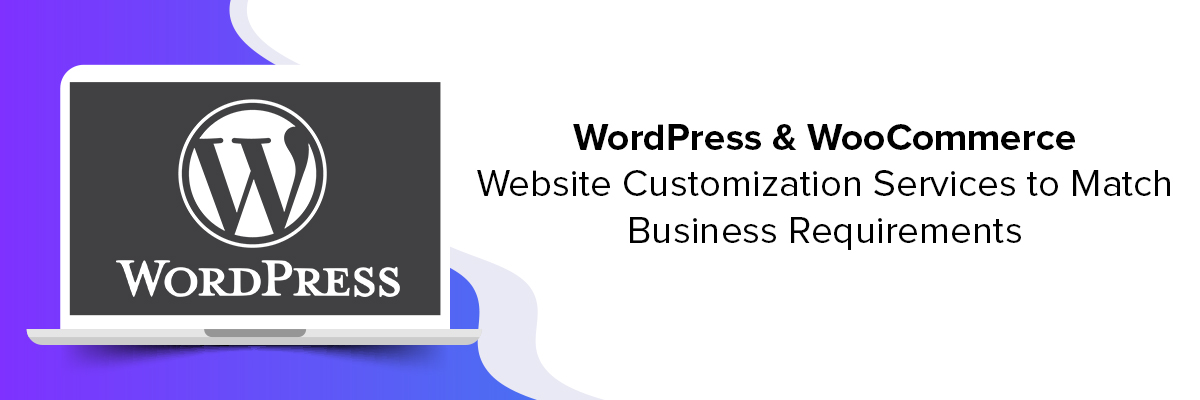 WORDPRESS
WordPress & WooCommerce
Website Customization Services to Match
Business Requirements